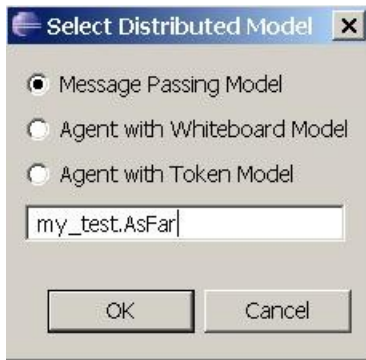 Select Distributed Model
Message Passing Model
Agent with Whiteboard Model
Agent with Token Model
my_test.AsFar
OK Cancel